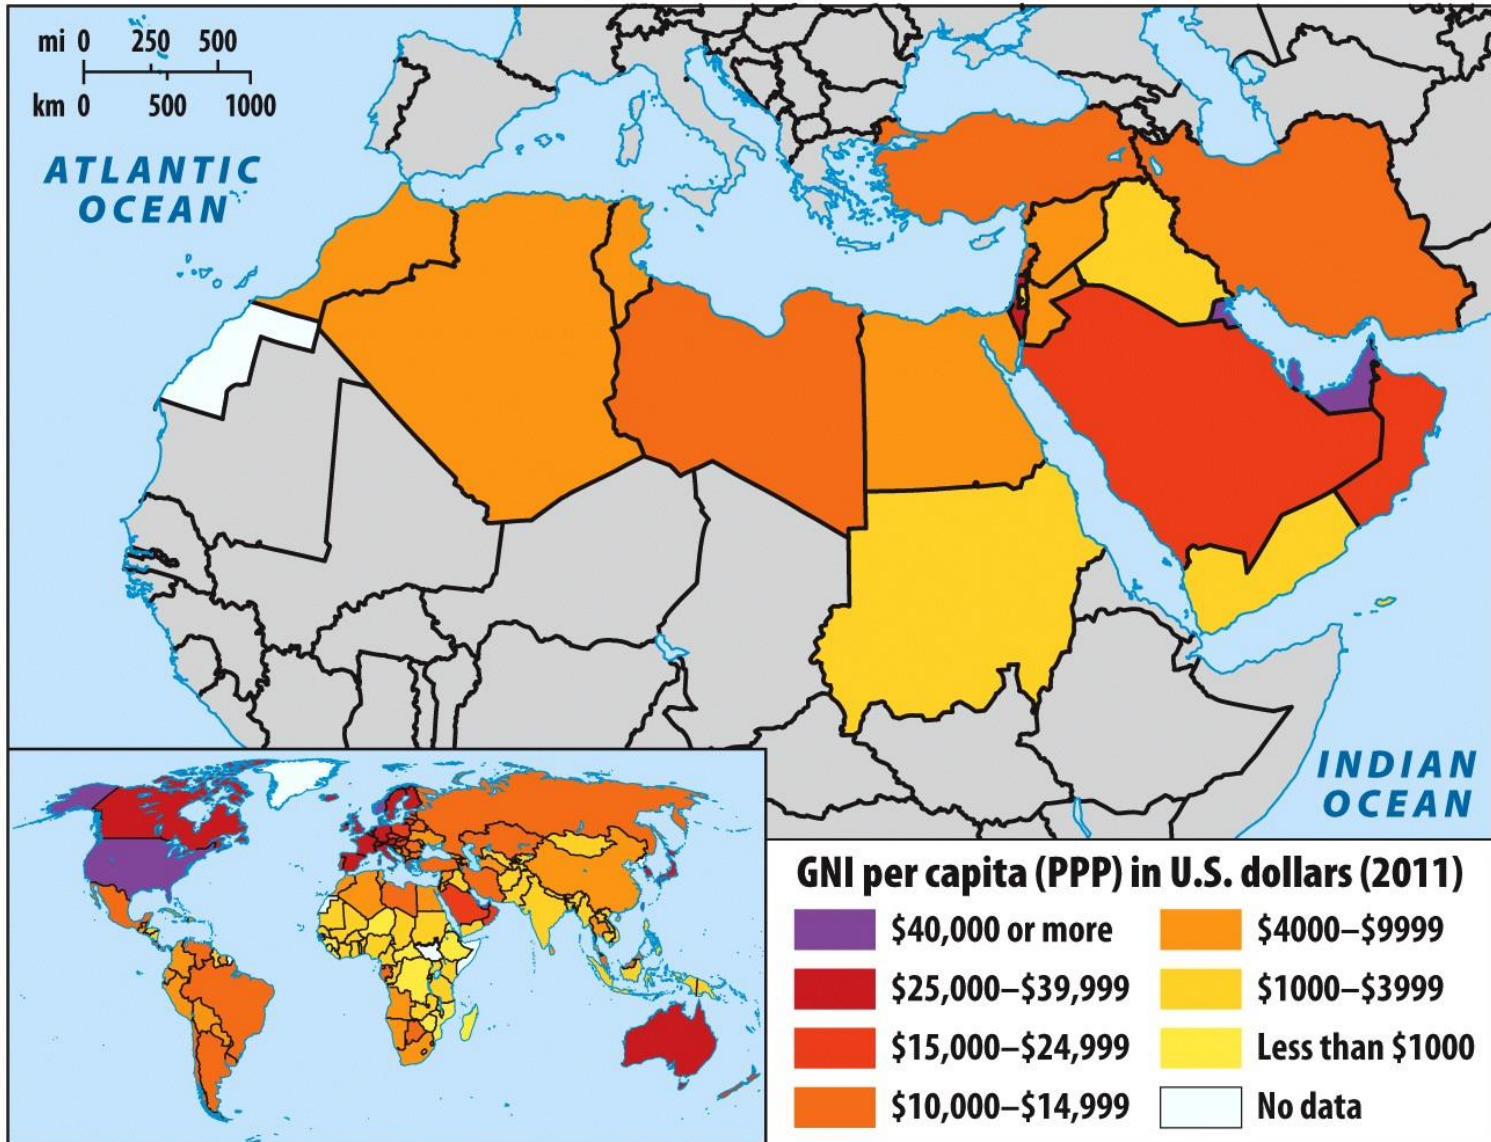 mi 0 250 500
km 0 500 1000
ATLANTIC
OCEAN
INDIAN
OCEAN
GNI per capita (PPP) in U.S. dollars (2011)
$40,000 or more
$25,000–$39,999
$15,000–$24,999
$10,000–$14,999
$4000–$9999
$1000–$3999
Less than $1000
No data